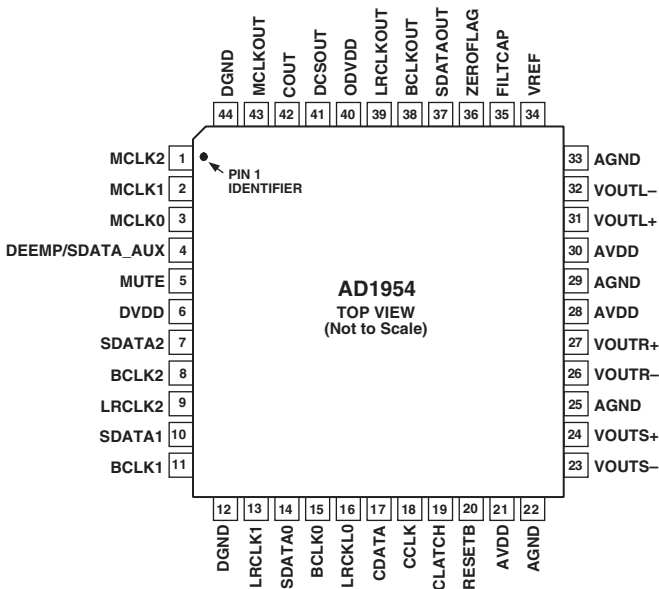 DGND
MCLKOUT
COUT
DCSOUT
ODVDD
LRCLKOUT
BCLKOUT
SDATAOUT
ZEROFLAG
FILTCAP
VREF
44 43 42 41 40 39 38 37 36 35 34
MCLK2 1
MCLK1 2
MCLK0 3
DEEMP/SDATA_AUX 4
MUTE 5
DVDD 6
SDATA2 7
BCLK2 8
LRCLK2 9
SDATA1 10
BCLK1 11
PIN 1
IDENTIFIER
AD1954
TOP VIEW
(Not to Scale)
33 AGND
32 VOUTL–
31 VOUTL+
30 AVDD
29 AGND
28 AVDD
27 VOUTR+
26 VOUTR–
25 AGND
24 VOUTS+
23 VOUTS–
12 13 14 15 16 17 18 19 20 21 22
DGND
LRCLK1
SDATA0
BCLK0
LRCKL0
CDATA
CCLK
CLATCH
RESETB
AVDD
AGND